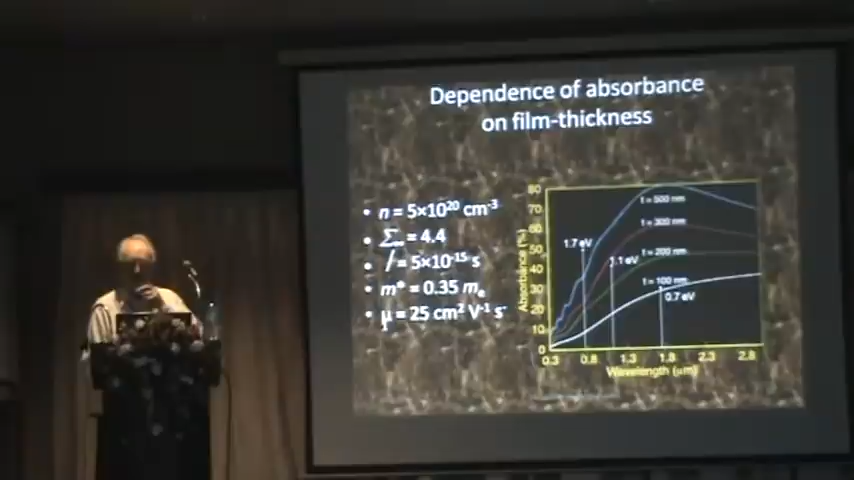 Dependence of absorbance
on film-thickness
• n = 5×10²⁰ cm⁻³
• Σ∞ = 4.4
• l = 5×10⁻¹⁵ s
• m* = 0.35 mₑ
• µ = 25 cm² V⁻¹ s⁻
80
70
60
50
40
30
20
10
0
Absorbance (%)
t = 500 nm
t = 300 nm
t = 200 nm
t = 100 nm
1.7 eV
1.1 eV
0.7 eV
0.3 0.8 1.3 1.8 2.3 2.8
Wavelength (µm)